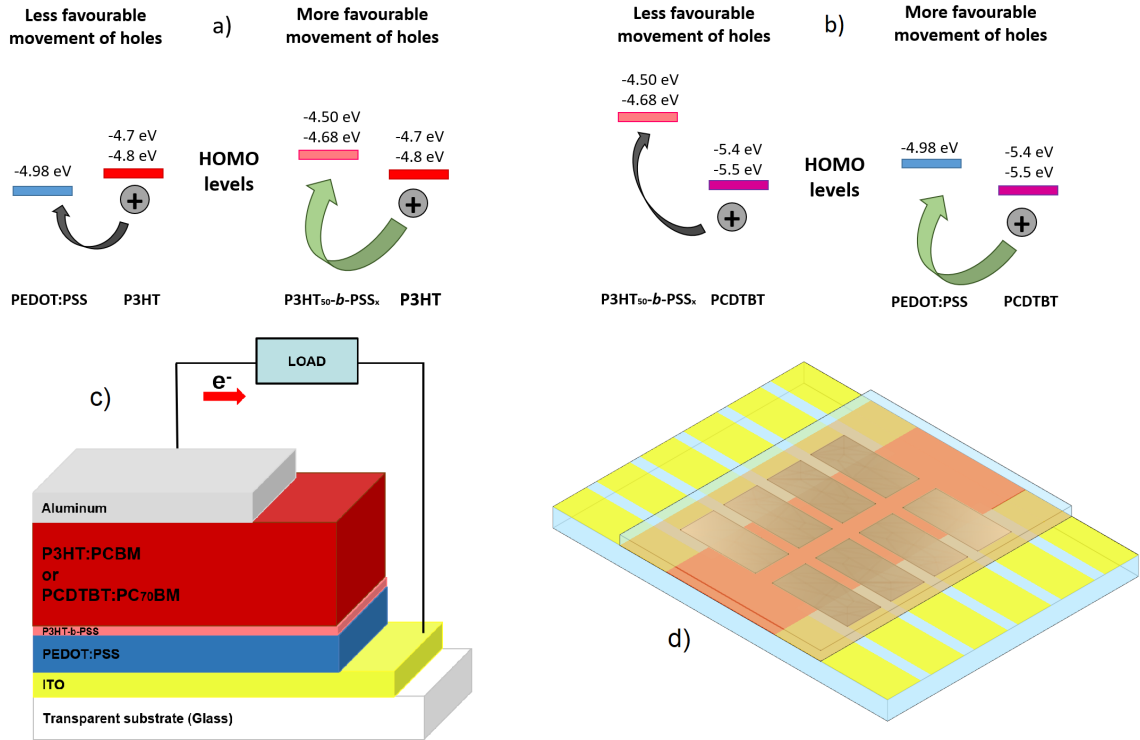 Less favourable
movement of holes
a)
More favourable
movement of holes
-4.98 eV
-4.7 eV
-4.8 eV
+
HOMO
levels
-4.50 eV
-4.68 eV
-4.7 eV
-4.8 eV
+
PEDOT:PSS
P3HT
P3HT₅₀-b-PSSₓ
P3HT
Less favourable
movement of holes
b)
More favourable
movement of holes
-4.50 eV
-4.68 eV
-5.4 eV
-5.5 eV
+
HOMO
levels
-4.98 eV
-5.4 eV
-5.5 eV
+
P3HT₅₀-b-PSSₓ
PCDTBT
PEDOT:PSS
PCDTBT
c)
e⁻
LOAD
Aluminum
P3HT:PCBM
or
PCDTBT:PC₇₀BM
P3HT-b-PSS
PEDOT:PSS
ITO
Transparent substrate (Glass)
d)